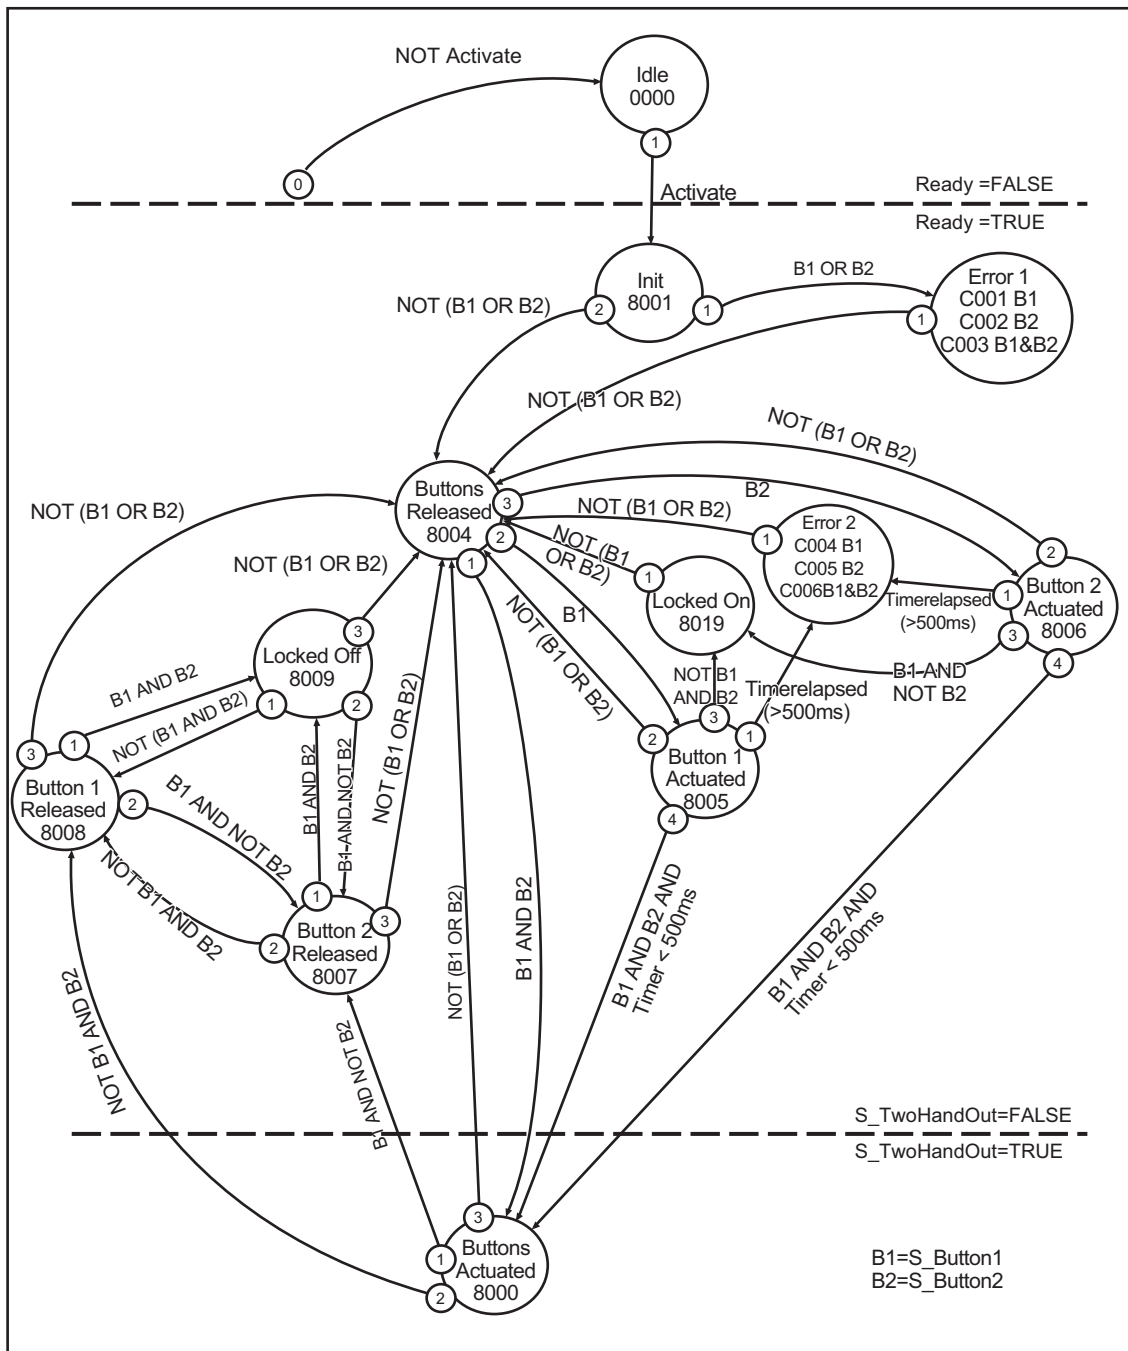 NOT Activate
Idle
0000
1
0
Activate
Ready =FALSE
Ready =TRUE
Init
8001
2
1
B1 OR B2
NOT (B1 OR B2)
Error 1
C001 B1
C002 B2
C003 B1&B2
1
NOT (B1 OR B2)
NOT (B1 OR B2)
Buttons
Released
8004
3
2
1
B2
NOT (B1 OR B2)
NOT (B1 OR B2)
NOT (B1
OR B2)
Error 2
C004 B1
C005 B2
C006B1&B2
1
Button 2
Actuated
8006
2
1
3
4
Timerelapsed
(>500ms)
B1 AND
NOT B2
Locked On
8019
1
NOT (B1 OR B2)
B1
NOT (B1 OR B2)
NOT B1
AND B2
Timerelapsed
(>500ms)
Locked Off
8009
3
1
2
B1 AND B2
NOT (B1 AND B2)
B1 AND B2
B1 AND NOT B2
NOT (B1 OR B2)
Button 1
Actuated
8005
2
3
1
4
Button 1
Released
8008
3
1
2
B1 AND NOT B2
NOT B1 AND B2
Button 2
Released
8007
1
2
3
NOT B1 AND B2
B1 AND NOT B2
NOT (B1 OR B2)
B1 AND B2
B1 AND B2 AND
Timer < 500ms
B1 AND B2 AND
Timer < 500ms
S_TwoHandOut=FALSE
S_TwoHandOut=TRUE
Buttons
Actuated
8000
3
1
2
B1=S_Button1
B2=S_Button2